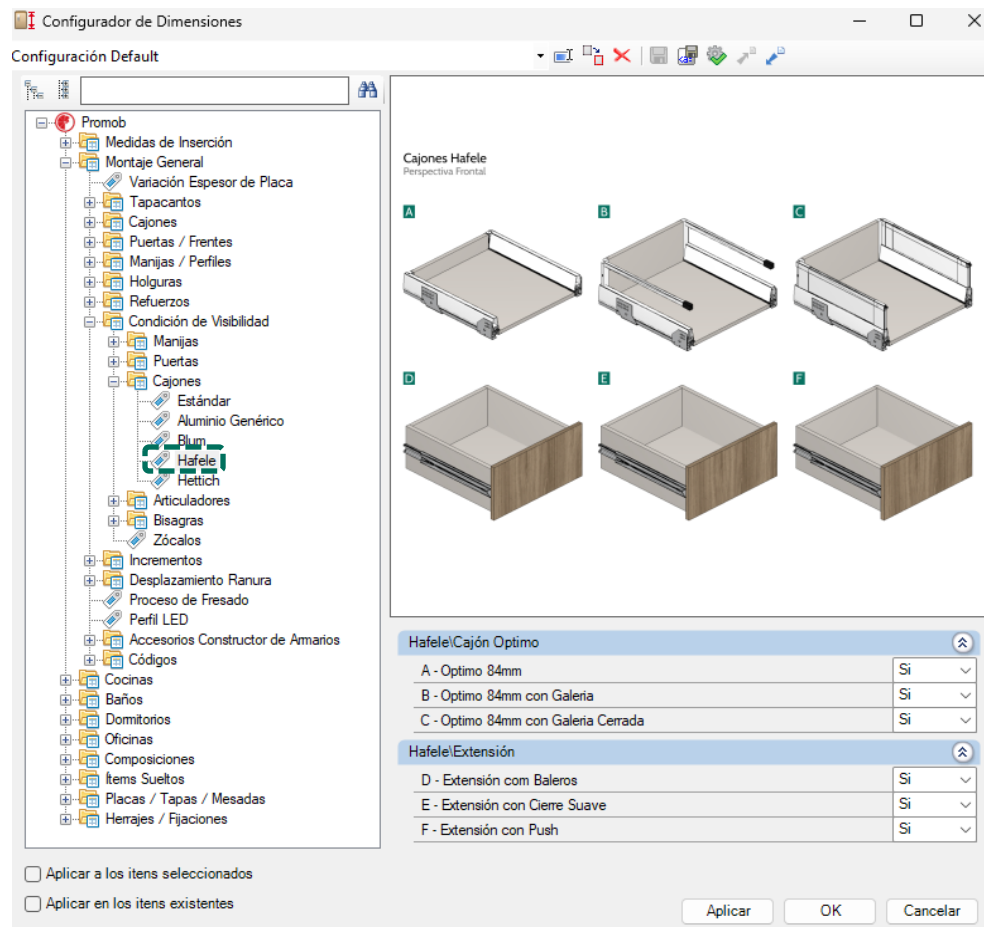 Configurador de Dimensiones
Configuración Default
Promob
Medidas de Inserción
Montaje General
Variación Espesor de Placa
Tapacantos
Cajones
Puertas / Frentes
Manijas / Perfiles
Holguras
Refuerzos
Condición de Visibilidad
Manijas
Puertas
Cajones
Estándar
Aluminio Genérico
Blum
Hafele
Hettich
Articuladores
Bisagras
Zócalos
Incrementos
Desplazamiento Ranura
Proceso de Fresado
Perfil LED
Accesorios Constructor de Armarios
Códigos
Cocinas
Baños
Dormitorios
Oficinas
Composiciones
Ítems Sueltos
Placas / Tapas / Mesadas
Herrajes / Fijaciones
Cajones Hafele
Perspectiva Frontal
A B C
D E F
Hafele\Cajón Optimo
A - Optimo 84mm Si
B - Optimo 84mm con Galeria Si
C - Optimo 84mm con Galeria Cerrada Si
Hafele\Extensión
D - Extensión com Baleros Si
E - Extensión con Cierre Suave Si
F - Extensión con Push Si
Aplicar a los itens seleccionados
Aplicar en los itens existentes
Aplicar OK Cancelar